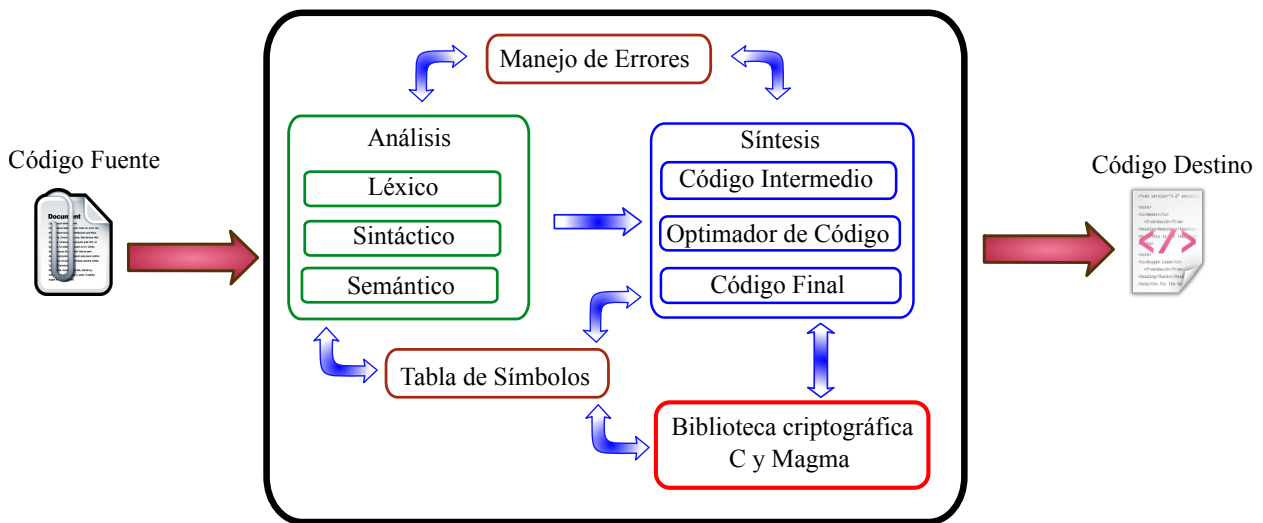 Manejo de Errores
Análisis
Síntesis
Código Fuente
Código Destino
Léxico
Código Intermedio
Document
Sintáctico
Optimador de Código
</>
Semántico
Código Final
Tabla de Símbolos
Biblioteca criptográfica
C y Magma